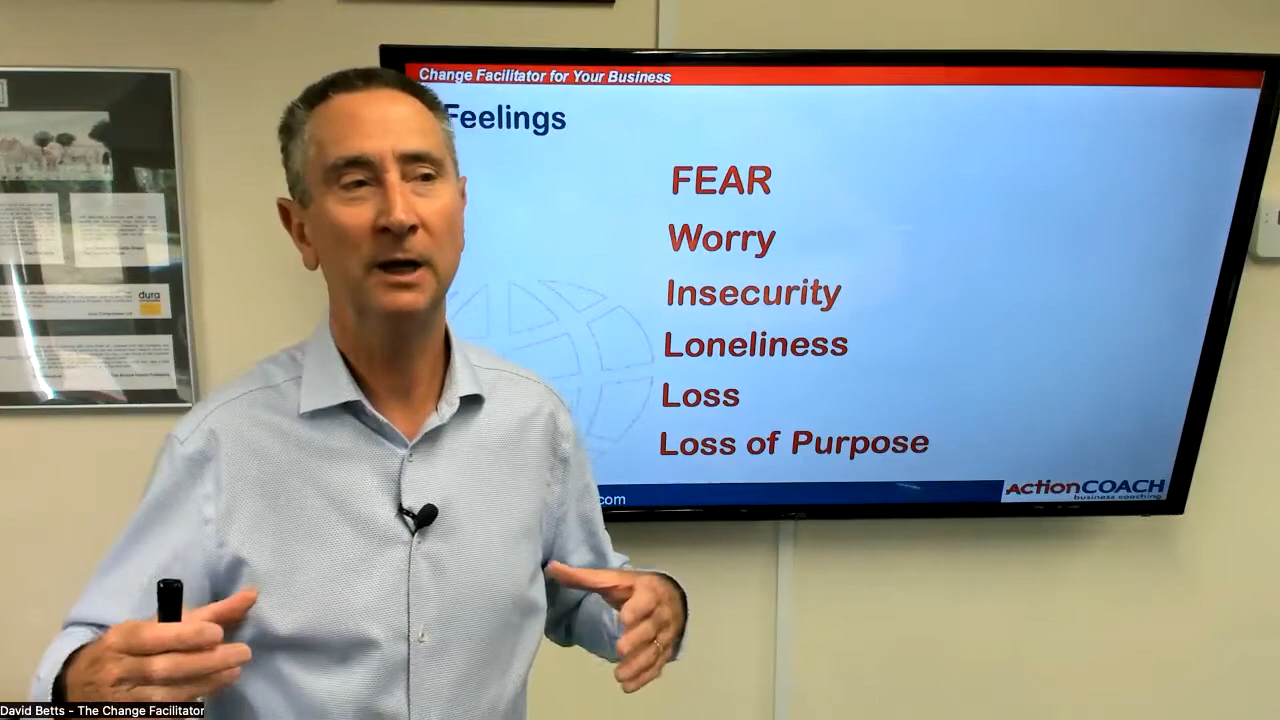 Change Facilitator for Your Business
Feelings
FEAR
Worry
Insecurity
Loneliness
Loss
Loss of Purpose
com
ActionCOACH
business coaching
dura
David Betts - The Change Facilitator